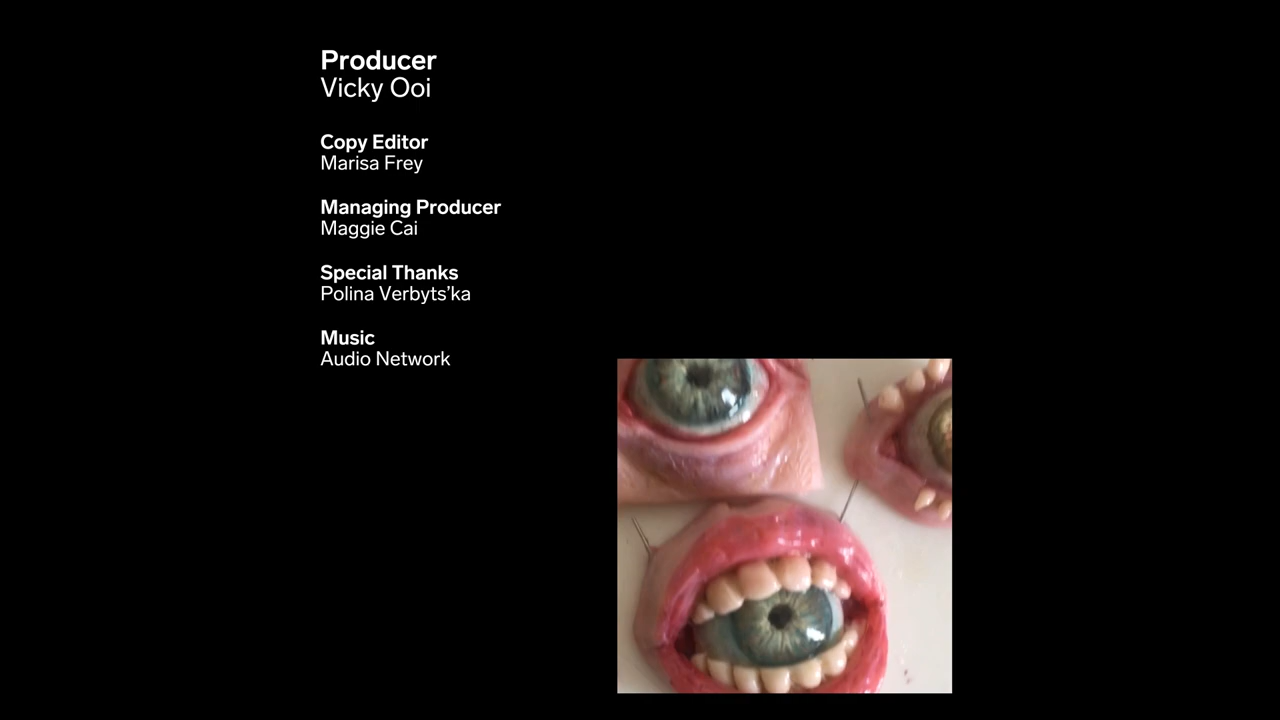 Producer
Vicky Ooi
Copy Editor
Marisa Frey
Managing Producer
Maggie Cai
Special Thanks
Polina Verbyts’ka
Music
Audio Network